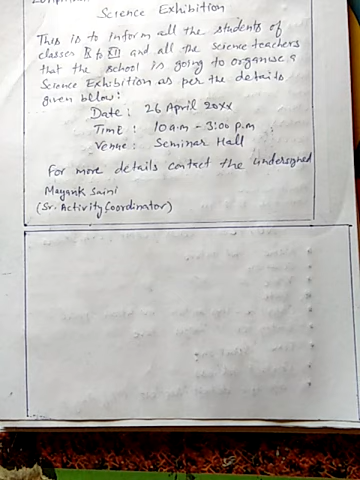 Science Exhibition
This is to inform all the students of
classes IX to XII and all the science teachers
that the school is going to organise a
Science Exhibition as per the details
given bllow:
Date: 26 April 20xx
Time: 10 a.m - 3:00 p.m
Venue: Seminar Hall
For more details contact the undersigned
Mayank Saini
(Sr. Activity Coordinator)